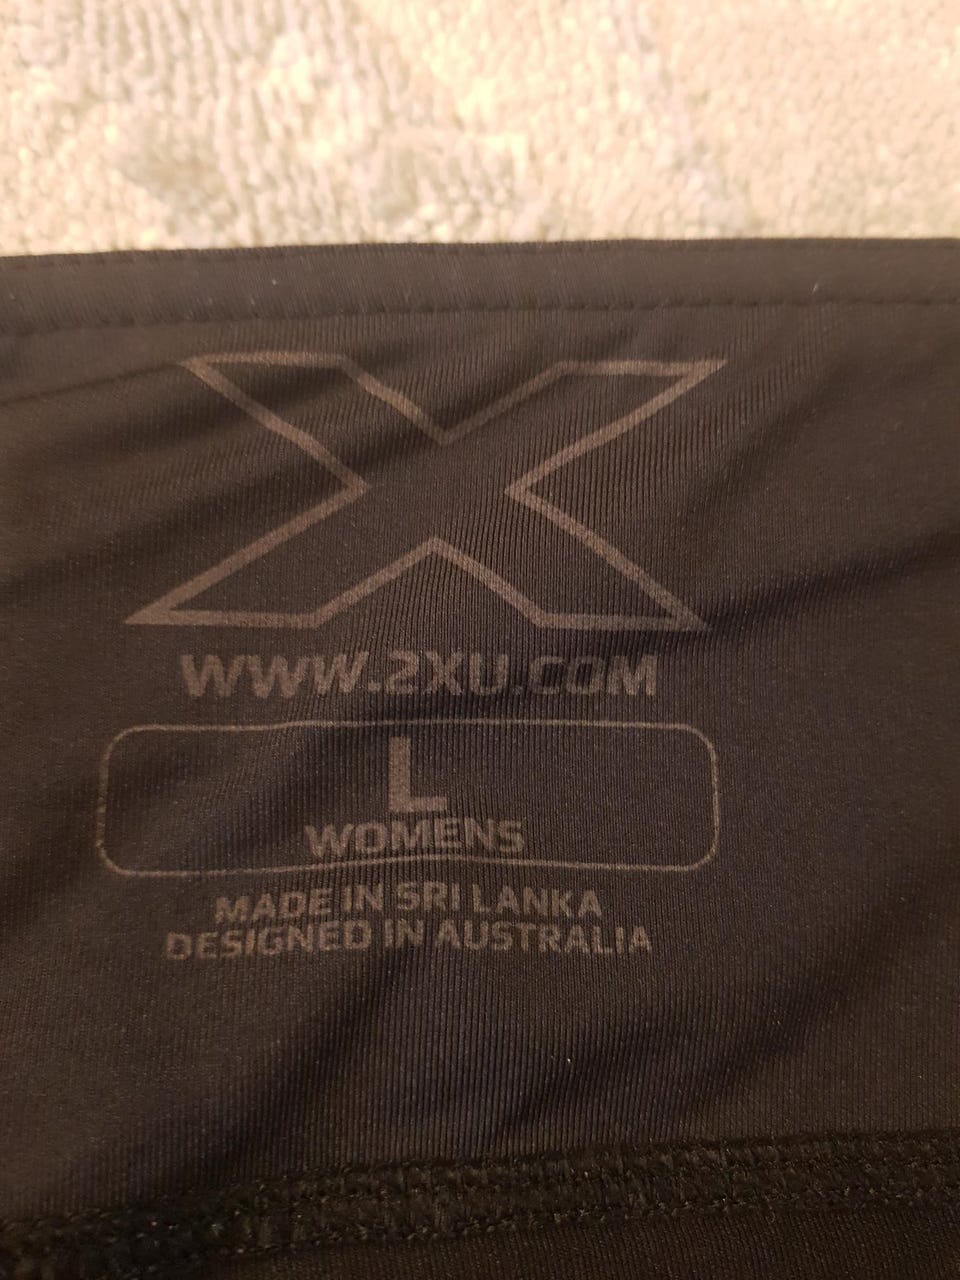 X
WWW.2XU.COM
L
WOMENS
MADE IN SRI LANKA
DESIGNED IN AUSTRALIA